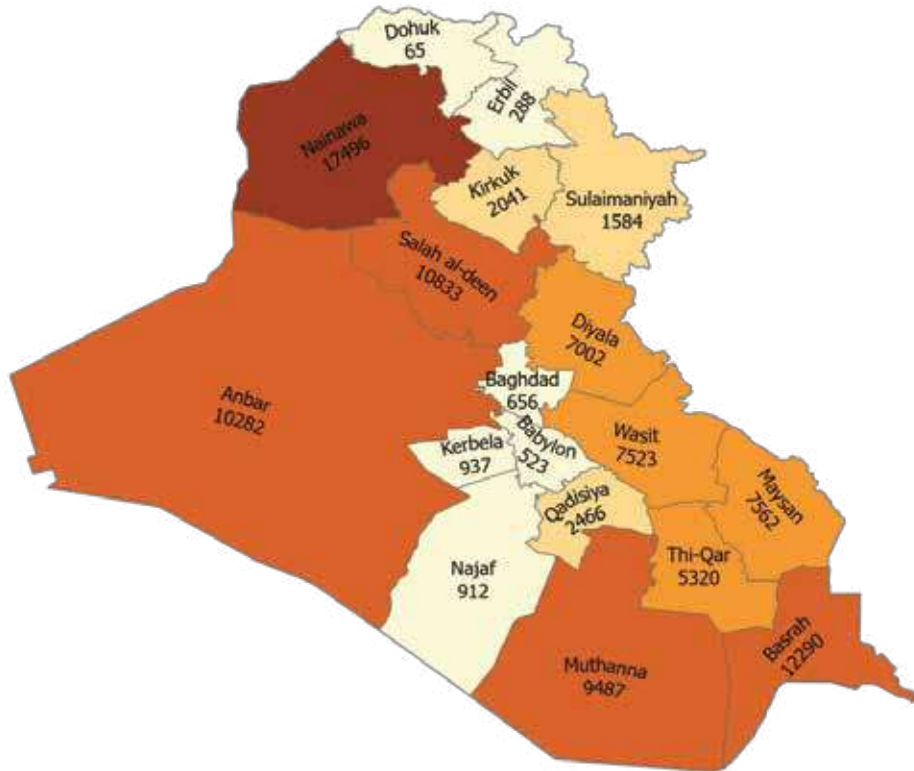 Dohuk
65
Erbil
288
Nainawa
17496
Kirkuk
2041
Sulaimaniyah
1584
Salah al-deen
10833
Diyala
7002
Baghdad
656
Anbar
10282
Babylon
523
Wasit
7523
Kerbela
937
Maysan
7562
Qadisiya
2466
Thi-Qar
5320
Najaf
912
Basrah
12290
Muthanna
9487